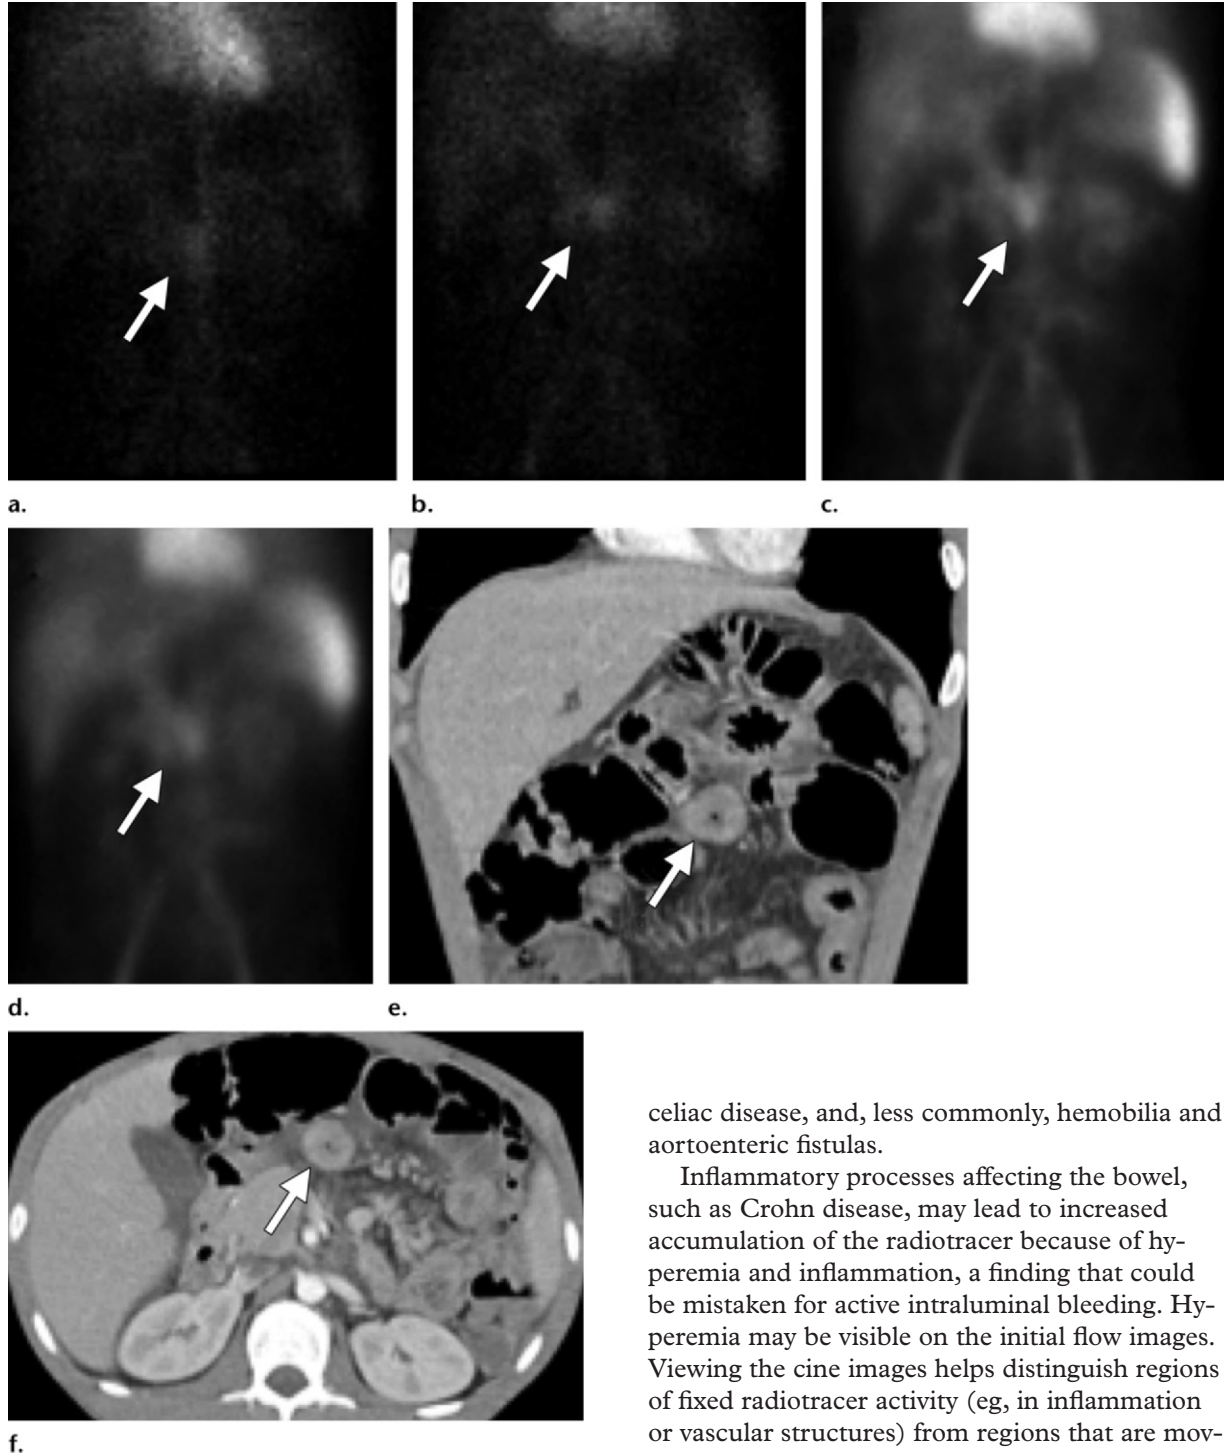 a.
b.
c.
d.
e.
f.
celiac disease, and, less commonly, hemobilia and
aortoenteric fistulas.
Inflammatory processes affecting the bowel,
such as Crohn disease, may lead to increased
accumulation of the radiotracer because of hy-
peremia and inflammation, a finding that could
be mistaken for active intraluminal bleeding. Hy-
peremia may be visible on the initial flow images.
Viewing the cine images helps distinguish regions
of fixed radiotracer activity (eg, in inflammation
or vascular structures) from regions that are mov-